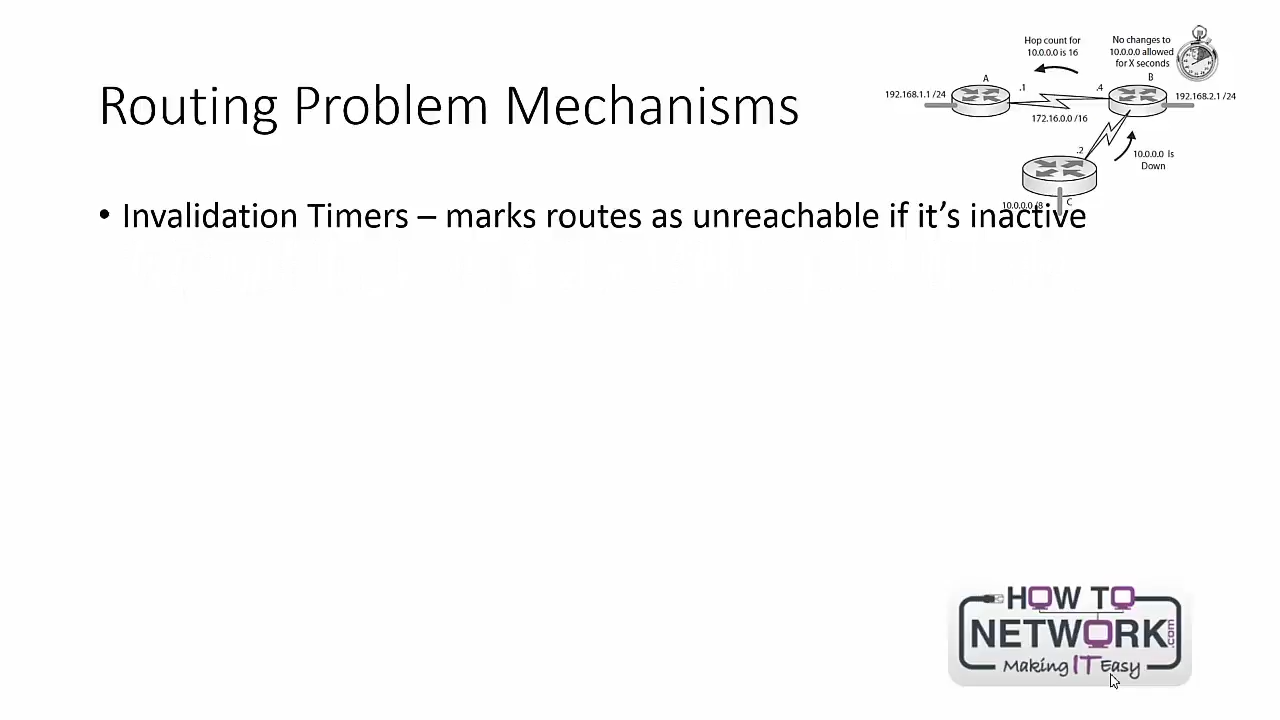 Routing Problem Mechanisms
Hop count for
10.0.0.0 is 16
No changes to
10.0.0.0 allowed
for X seconds
A
B
192.168.1.1 /24
.1
.4
192.168.2.1 /24
172.16.0.0 /16
.2
10.0.0.0 Is
Down
10.0.0.0 /8
C
• Invalidation Timers – marks routes as unreachable if it’s inactive
HOW TO
NETWORK.com
Making IT Easy